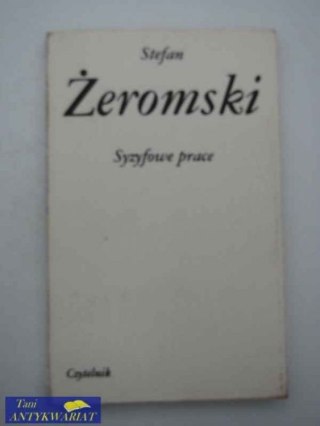 Stefan
Żeromski
Syzyfowe prace
Czytelnik
Tani
ANTYKWARIAT